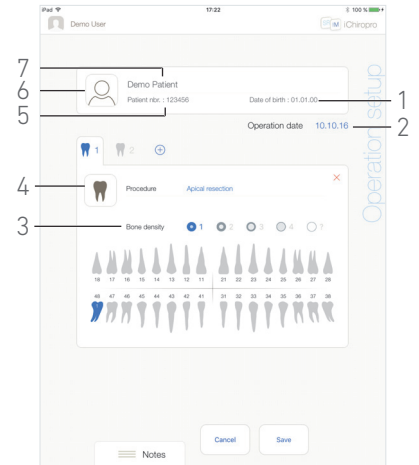 iPad 17:22 100 %
Demo User iChiropro
7 Demo Patient
6
5 Patient nbr. : 123456 Date of birth : 01.01.00 1
Operation date 10.10.16 2
1 2
4 Procedure Apical resection
3 Bone density 1 2 3 4 ?
18 17 16 15 14 13 12 11 21 22 23 24 25 26 27 28
48 47 46 45 44 43 42 41 31 32 33 34 35 36 37 38
Cancel Save
Notes
Operation setup